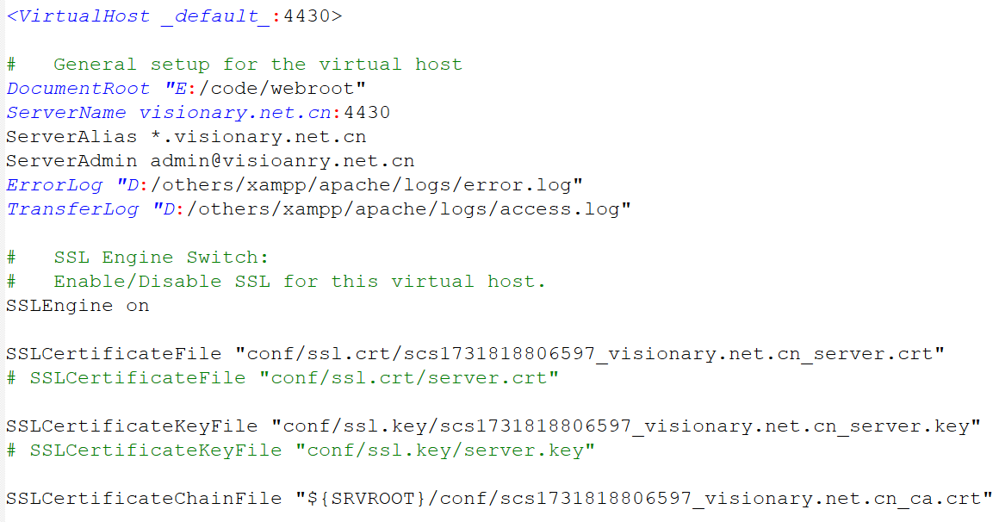 <VirtualHost _default_:4430>
#   General setup for the virtual host
DocumentRoot "E:/code/webroot"
ServerName visionary.net.cn:4430
ServerAlias *.visionary.net.cn
ServerAdmin admin@visioanry.net.cn
ErrorLog "D:/others/xampp/apache/logs/error.log"
TransferLog "D:/others/xampp/apache/logs/access.log"
#   SSL Engine Switch:
#   Enable/Disable SSL for this virtual host.
SSLEngine on
SSLCertificateFile "conf/ssl.crt/scs1731818806597_visionary.net.cn_server.crt"
# SSLCertificateFile "conf/ssl.crt/server.crt"
SSLCertificateKeyFile "conf/ssl.key/scs1731818806597_visionary.net.cn_server.key"
# SSLCertificateKeyFile "conf/ssl.key/server.key"
SSLCertificateChainFile "${SRVROOT}/conf/scs1731818806597_visionary.net.cn_ca.crt"